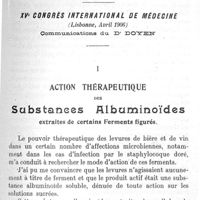 XVᵉ CONGRÈS INTERNATIONAL DE MÉDECINE
(Lisbonne, Avril 1906)
Communications du Dʳ DOYEN
I
ACTION THÉRAPEUTIQUE
DES
Substances Albuminoïdes
extraites de certains Ferments figurés.
Le pouvoir thérapeutique des levures de bière et de vin
dans un certain nombre d'affections microbiennes, notam-
ment dans les cas d'infection par le staphylocoque doré,
m'a conduit à rechercher le mode d'action de ces ferments.
J'ai pu me convaincre que les levures n'agissaient aucune-
ment à titre de ferment et que le produit actif était une subs-
tance albuminoïde soluble, dénuée de toute action sur les
solutions sucrées.